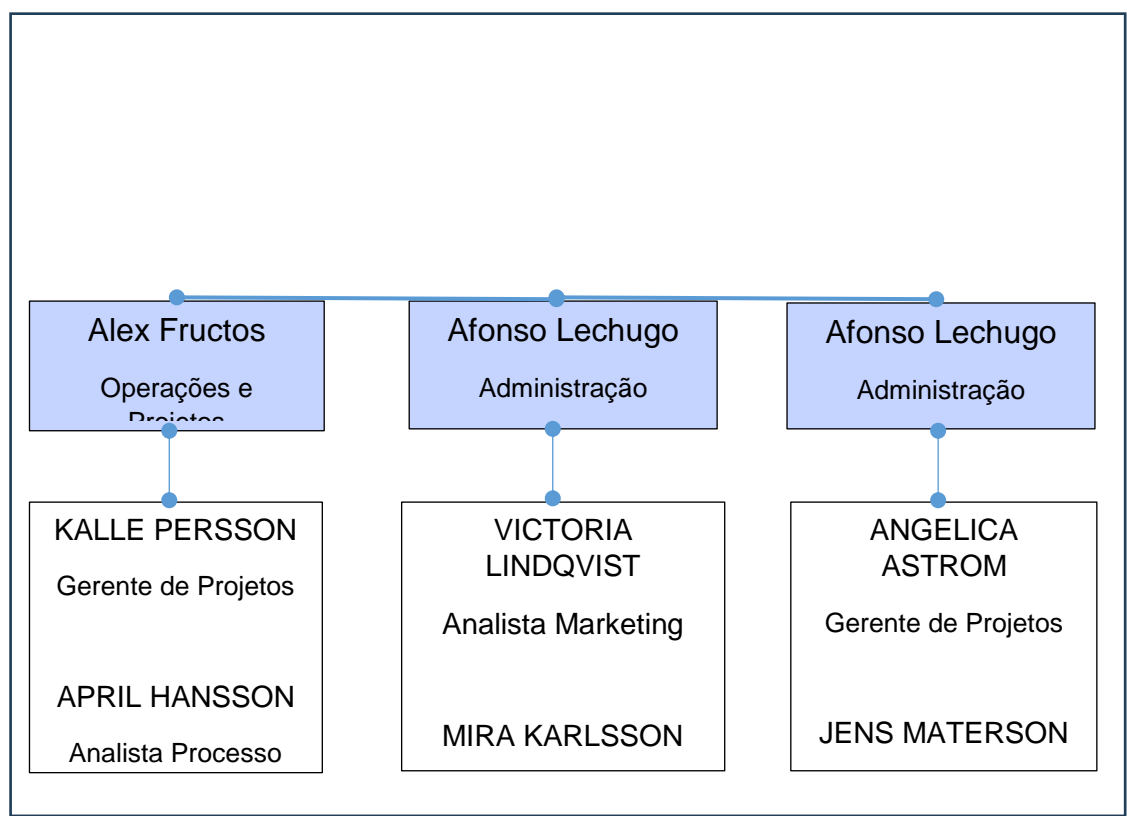 Alex Fructos
Operações e
Projetos
Afonso Lechugo
Administração
Afonso Lechugo
Administração
KALLE PERSSON
Gerente de Projetos
APRIL HANSSON
Analista Processo
VICTORIA
LINDQVIST
Analista Marketing
MIRA KARLSSON
ANGELICA
ASTROM
Gerente de Projetos
JENS MATERSON